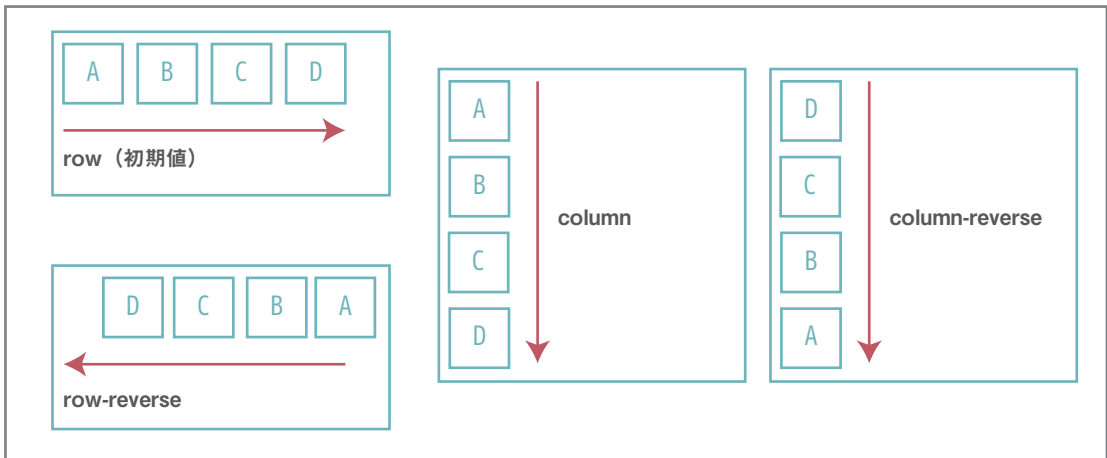 A B C D
row（初期値）
D C B A
row-reverse
A
B
C
D
column
D
C
B
A
column-reverse